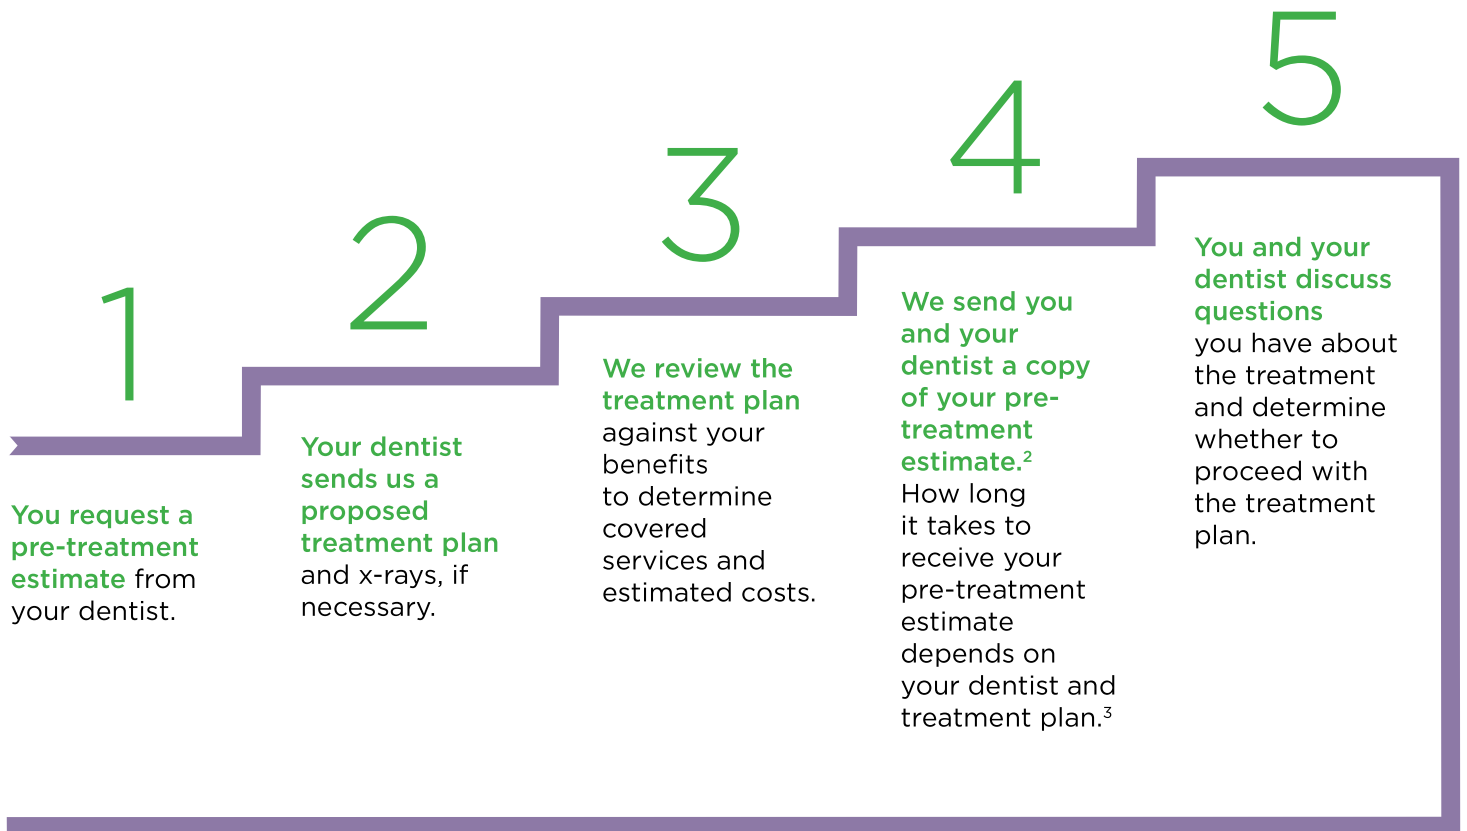 1
You request a
pre-treatment
estimate from
your dentist.
2
Your dentist
sends us a
proposed
treatment plan
and x-rays, if
necessary.
3
We review the
treatment plan
against your
benefits
to determine
covered
services and
estimated costs.
4
We send you
and your
dentist a copy
of your pre-
treatment
estimate.²
How long
it takes to
receive your
pre-treatment
estimate
depends on
your dentist and
treatment plan.³
5
You and your
dentist discuss
questions
you have about
the treatment
and determine
whether to
proceed with
the treatment
plan.